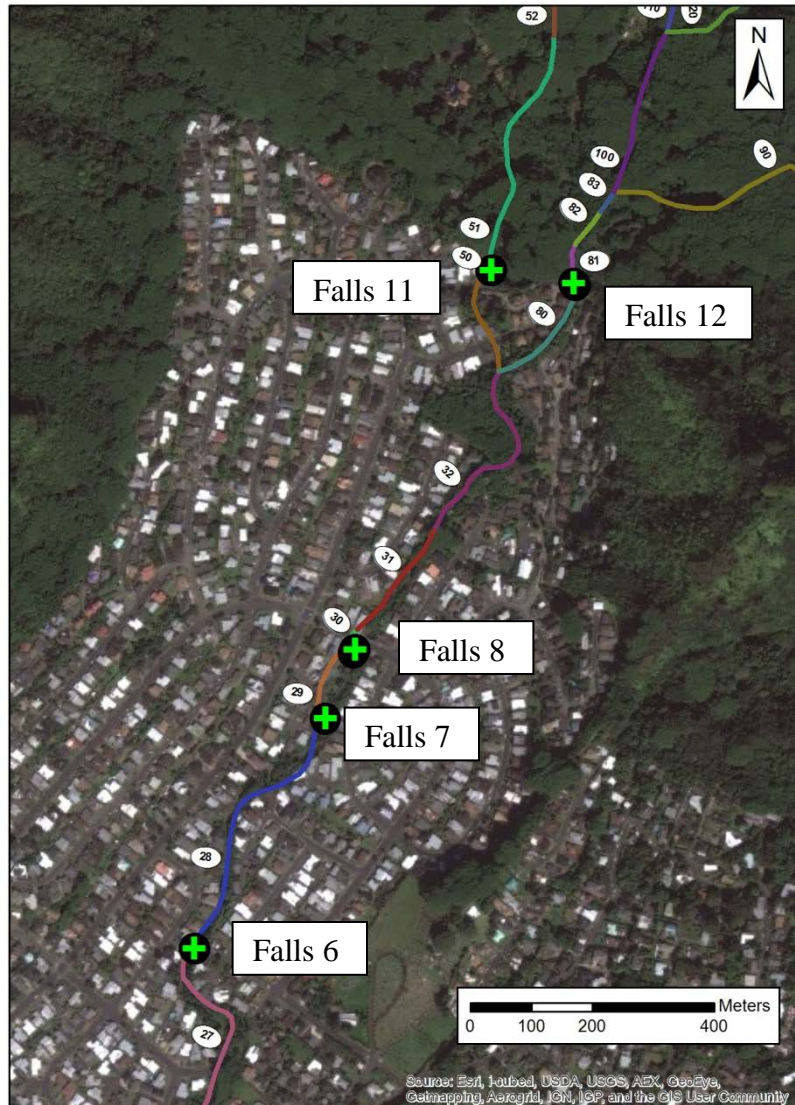 52
110
120
N
90
100
83
82
51
50
81
Falls 11
80
Falls 12
32
31
30
Falls 8
29
Falls 7
28
Falls 6
27
Meters
0 100 200 400
Source: Esri, i-cubed, USDA, USGS, AEX, GeoEye,
Getmapping, Aerogrid, IGN, IGP, and the GIS User Community